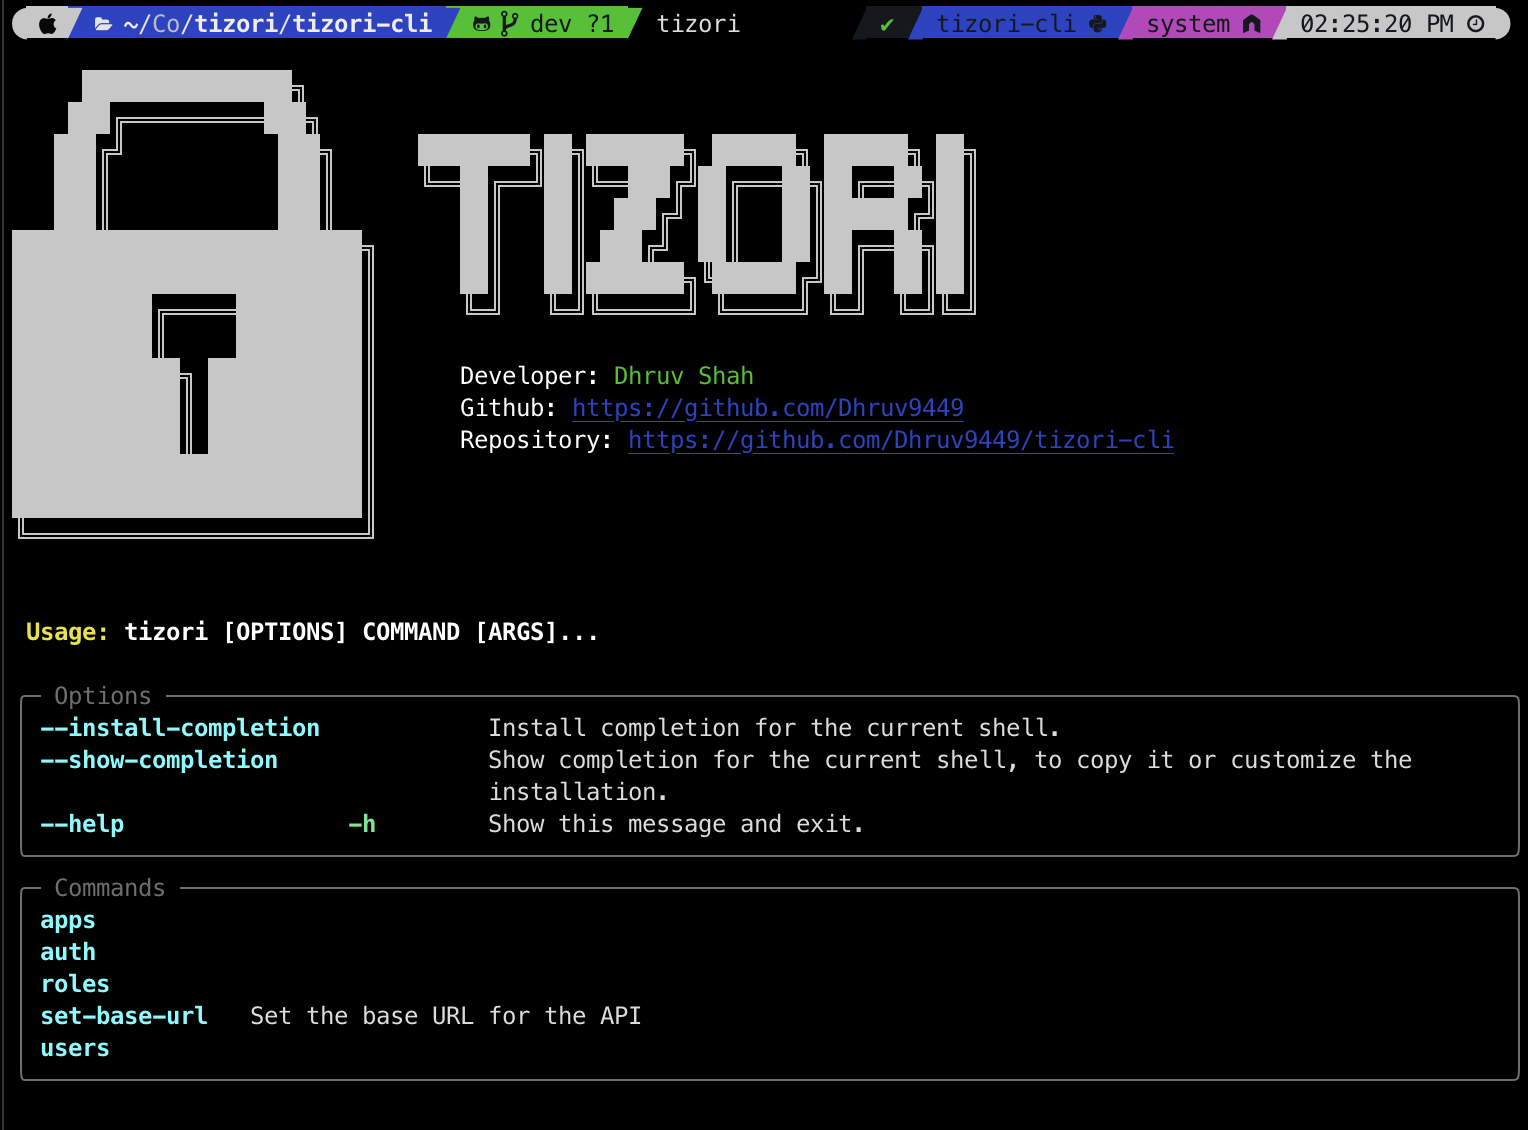 ~/Co/tizori/tizori-cli dev ?1 tizori ✔ tizori-cli system 02:25:20 PM
TIZORI
Developer: Dhruv Shah
Github: https://github.com/Dhruv9449
Repository: https://github.com/Dhruv9449/tizori-cli
Usage: tizori [OPTIONS] COMMAND [ARGS]...
Options
--install-completion Install completion for the current shell.
--show-completion Show completion for the current shell, to copy it or customize the
installation.
--help -h Show this message and exit.
Commands
apps
auth
roles
set-base-url Set the base URL for the API
users